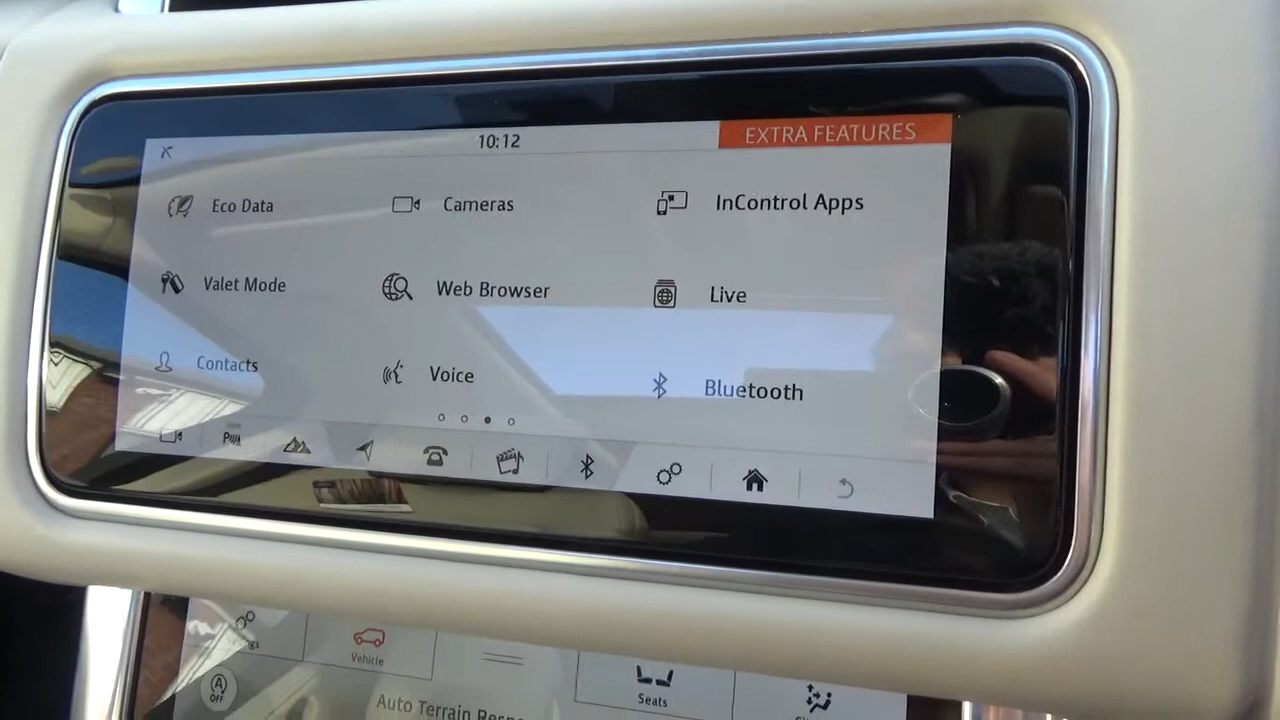 10:12
EXTRA FEATURES
Eco Data
Cameras
InControl Apps
Valet Mode
Web Browser
Live
Contacts
Voice
Bluetooth
Vehicle
Seats
OFF
Auto Terrain